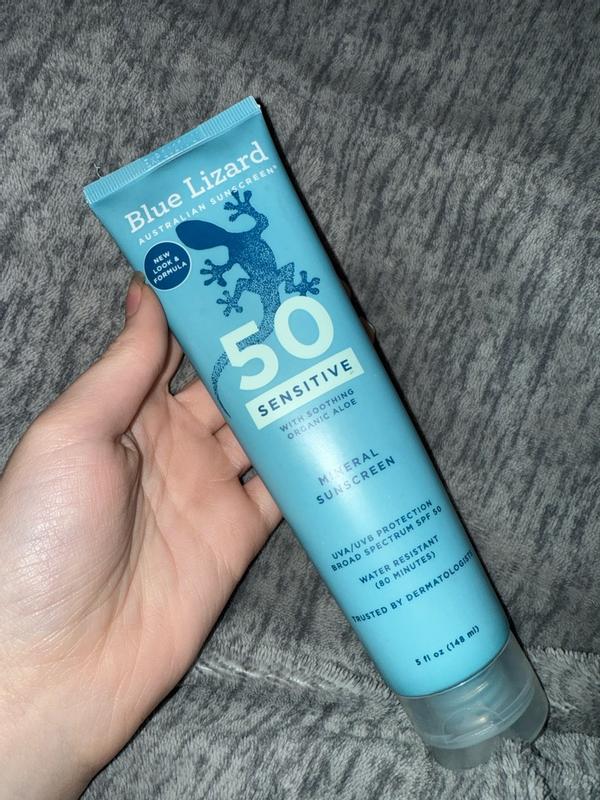 Blue Lizard
AUSTRALIAN SUNSCREEN®
NEW
LOOK &
FORMULA
50
SENSITIVE™
WITH SOOTHING
ORGANIC ALOE
MINERAL
SUNSCREEN
UVA/UVB PROTECTION
BROAD SPECTRUM SPF 50
WATER RESISTANT
(80 MINUTES)
TRUSTED BY DERMATOLOGISTS
5 fl oz (148 ml)